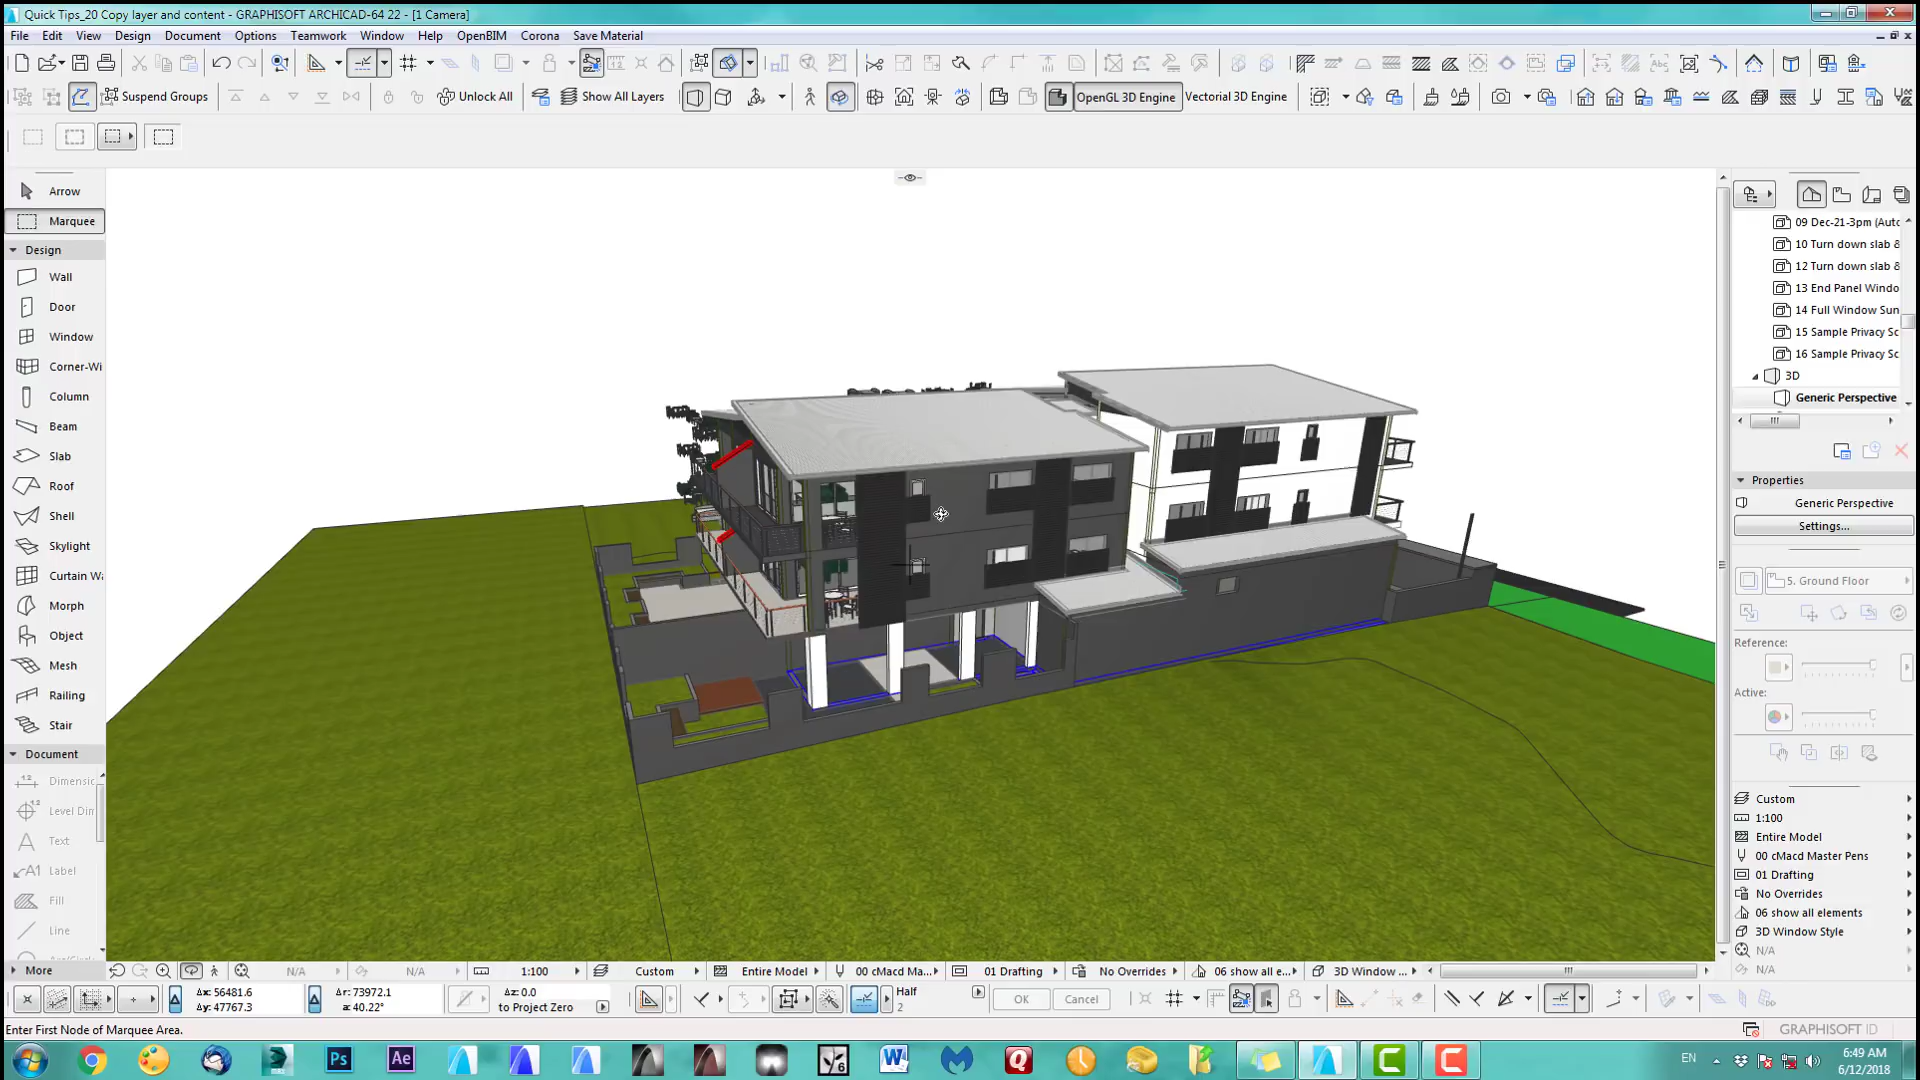 Quick Tips_20 Copy layer and content - GRAPHISOFT ARCHICAD-64 22 - [1 Camera]
File Edit View Design Document Options Teamwork Window Help OpenBIM Corona Save Material
Suspend Groups Unlock All Show All Layers OpenGL 3D Engine Vectorial 3D Engine
Arrow
Marquee
Design
Wall
Door
Window
Corner-Wi
Column
Beam
Slab
Roof
Shell
Skylight
Curtain Wa
Morph
Object
Mesh
Railing
Stair
Document
Dimensic
Level Din
Text
Label
Fill
Line
More
09 Dec-21-3pm (Autc
10 Turn down slab &
12 Turn down slab &
13 End Panel Windo
14 Full Window Sun
15 Sample Privacy Sc
16 Sample Privacy Sc
3D
Generic Perspective
Properties
Generic Perspective
Settings...
5. Ground Floor
Reference:
Active:
Custom
1:100
Entire Model
00 cMacd Master Pens
01 Drafting
No Overrides
06 show all elements
3D Window Style
N/A
N/A
N/A N/A 1:100 Custom Entire Model 00 cMacd Ma... 01 Drafting No Overrides 06 show all e... 3D Window ...
Δx: 56481.6 Δr: 73972.1 Δz: 0.0 Half
Δy: 47767.3 a: 40.22° to Project Zero 2
OK Cancel
Enter First Node of Marquee Area.
GRAPHISOFT ID
Ps Ae W Q
EN
6:49 AM
6/12/2018